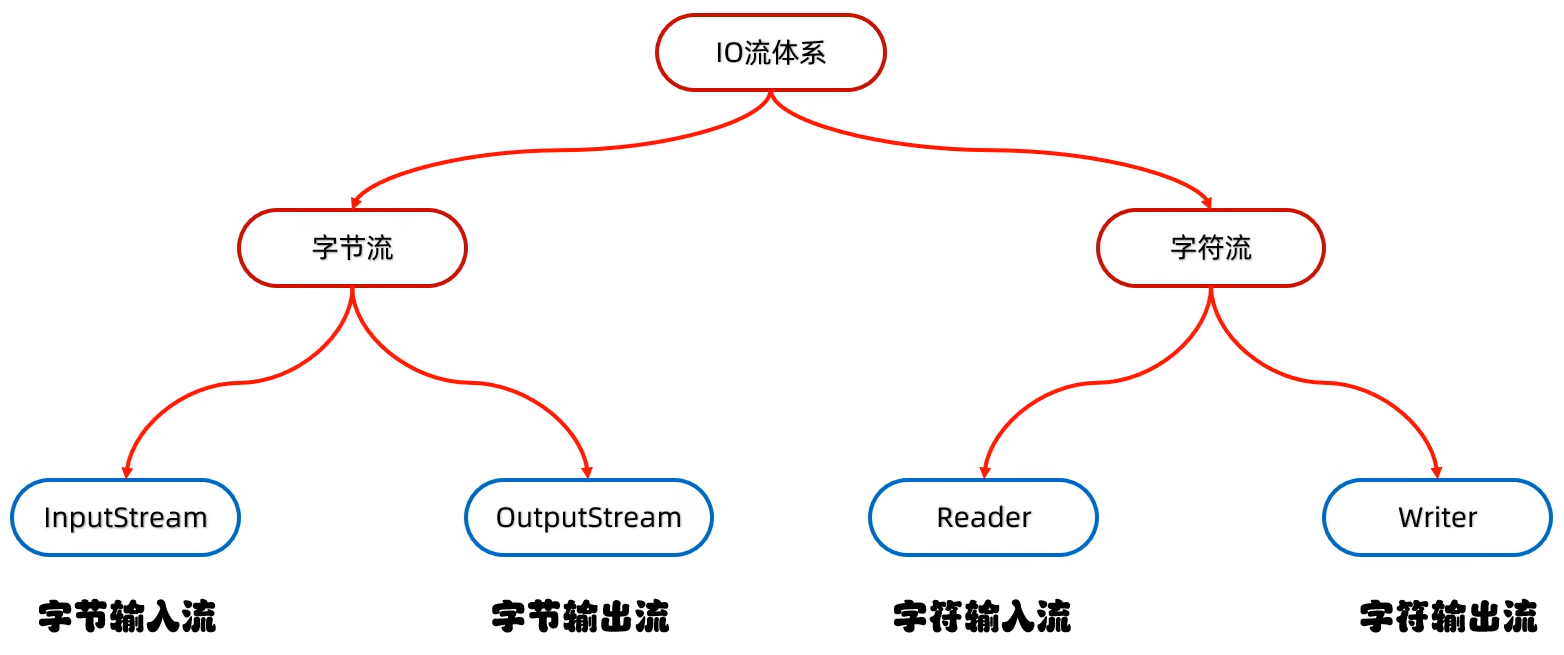 IO流体系
字节流
字符流
InputStream
OutputStream
Reader
Writer
字节输入流
字节输出流
字符输入流
字符输出流